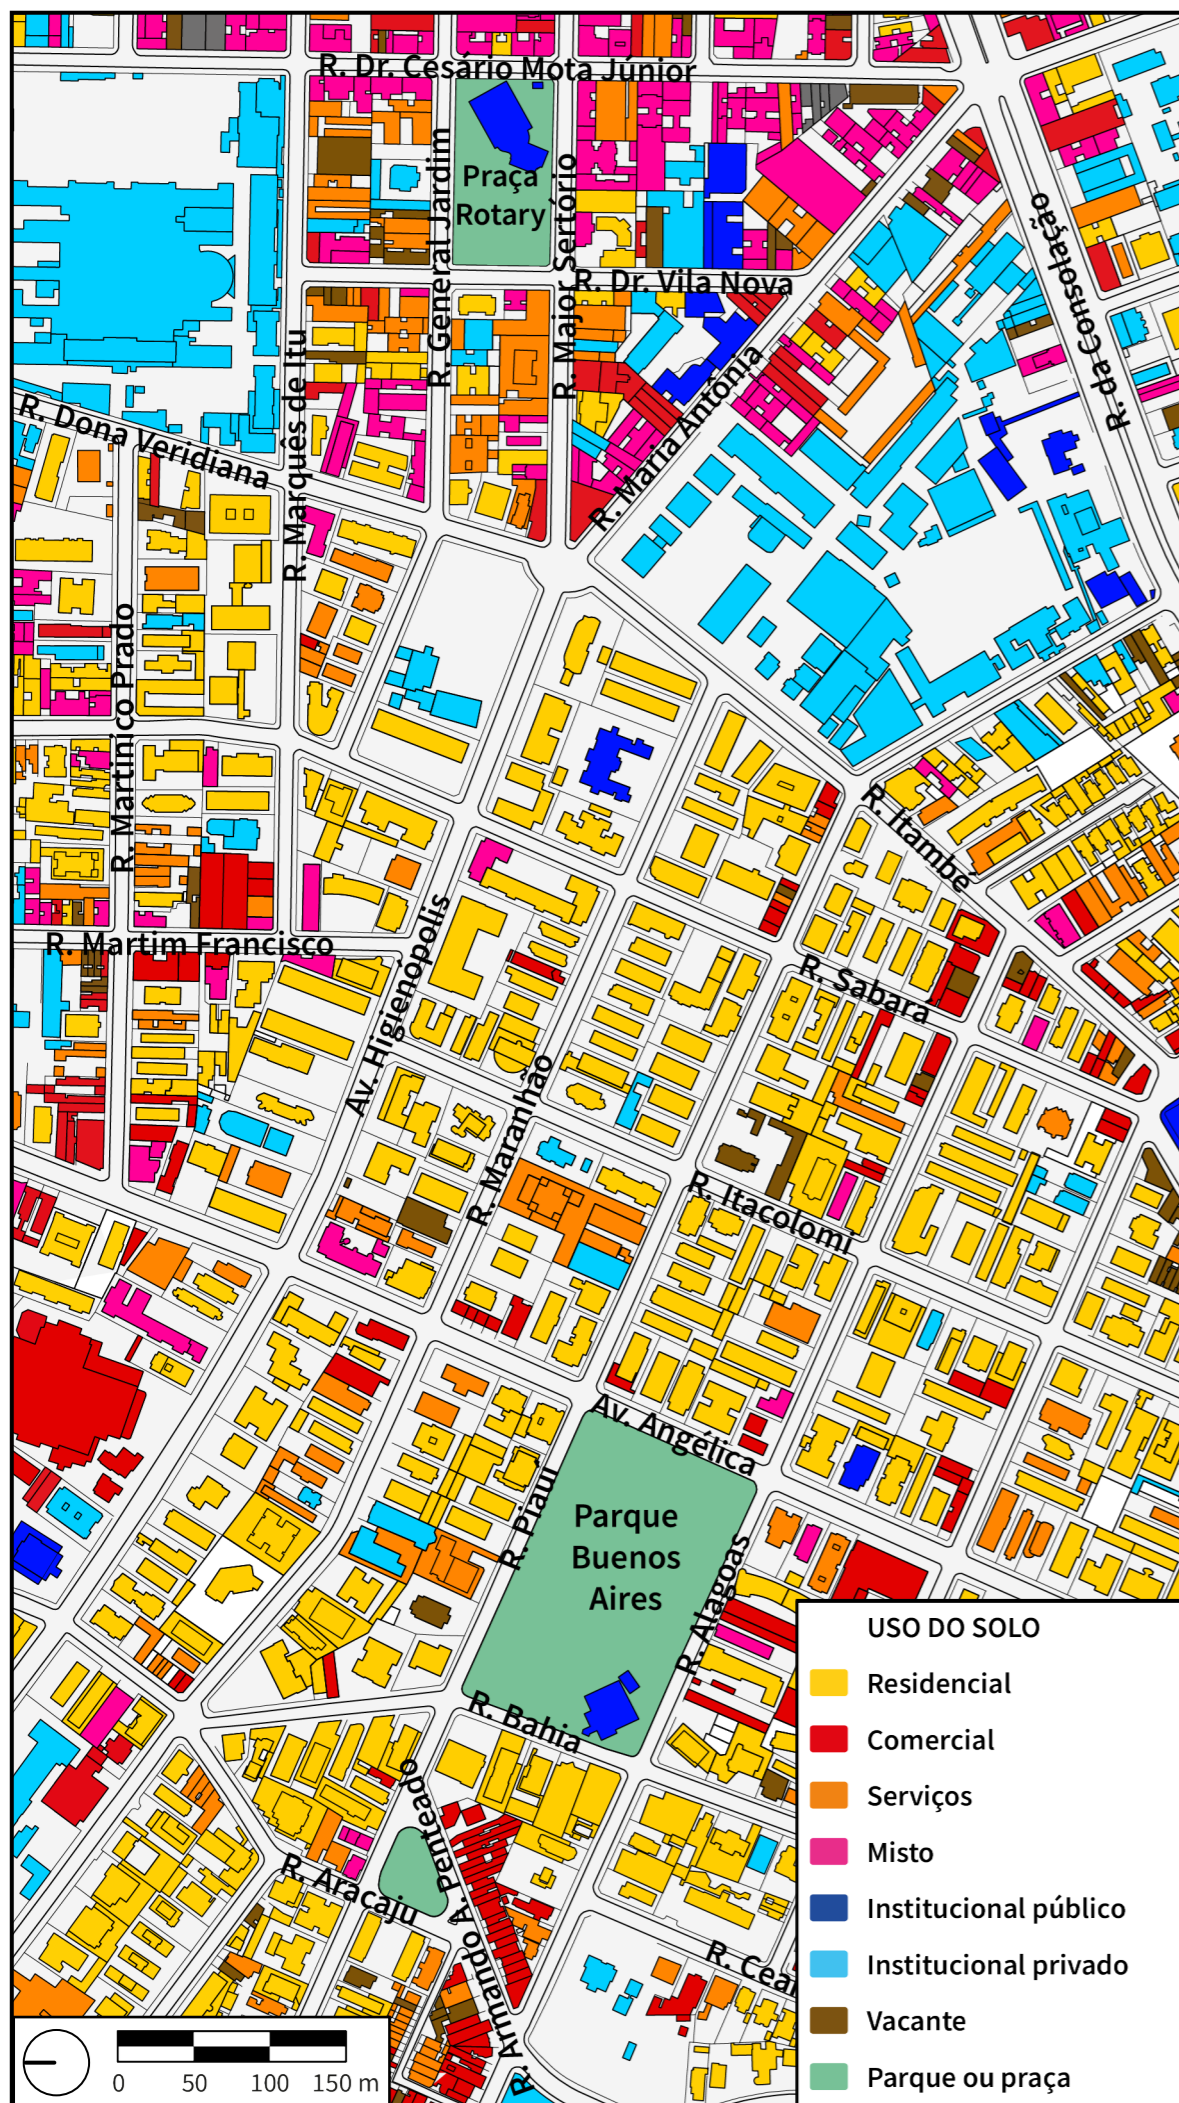 R. Dr. Cesário Mota Júnior
Praça
Rotary
R. General Jardim
R. Major Sertório
R. da Consolação
R. Dr. Vila Nova
R. Marquês de Itu
R. Maria Antônia
R. Dona Veridiana
R. Martinico Prado
R. Itambé
R. Martim Francisco
Av. Higienópolis
R. Sabará
R. Maranhão
R. Itacolomi
Av. Angélica
R. Piauí
Parque
Buenos
Aires
R. Alagoas
R. Bahia
R. Armando A. Penteado
R. Aracaju
R. Cear
USO DO SOLO
Residencial
Comercial
Serviços
Misto
Institucional público
Institucional privado
Vacante
Parque ou praça
0 50 100 150 m